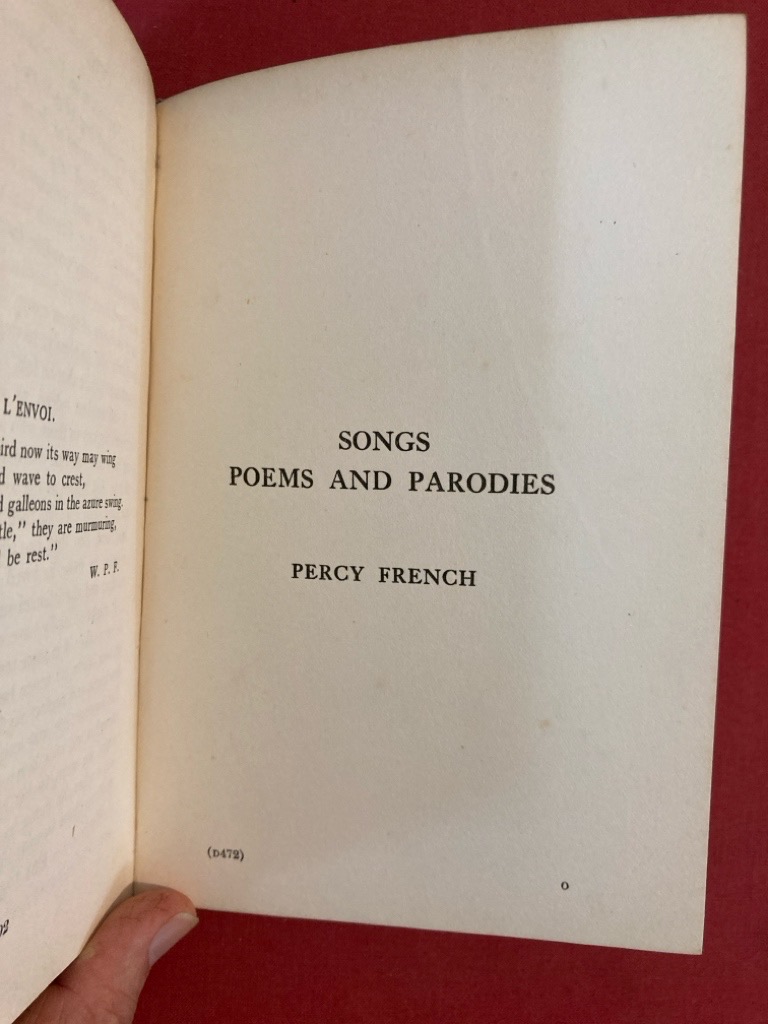 L'ENVOI.
ird now its way may wing
d wave to crest,
d galleons in the azure swing.
tle," they are murmuring,
be rest."
W. P. F.
92
SONGS
POEMS AND PARODIES
PERCY FRENCH
(D472)
O